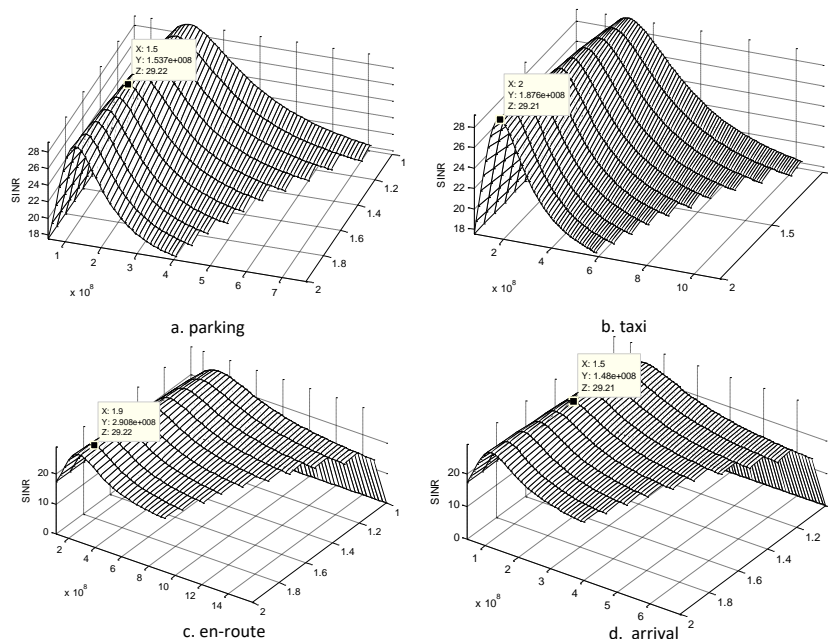 X: 1.5
Y: 1.537e+008
Z: 29.22
28
26
24
22
20
18
SINR
1
2
3
4
5
6
7
x 10^8
1
1.2
1.4
1.6
1.8
2
a. parking
X: 2
Y: 1.876e+008
Z: 29.21
28
26
24
22
20
18
SINR
2
4
6
8
10
x 10^8
1.5
2
b. taxi
X: 1.9
Y: 2.908e+008
Z: 29.22
20
10
0
SINR
2
4
6
8
10
12
14
x 10^8
1
1.2
1.4
1.6
1.8
2
c. en-route
X: 1.5
Y: 1.48e+008
Z: 29.21
20
10
0
SINR
1
2
3
4
5
6
x 10^8
1.2
1.4
1.6
1.8
2
d. arrival